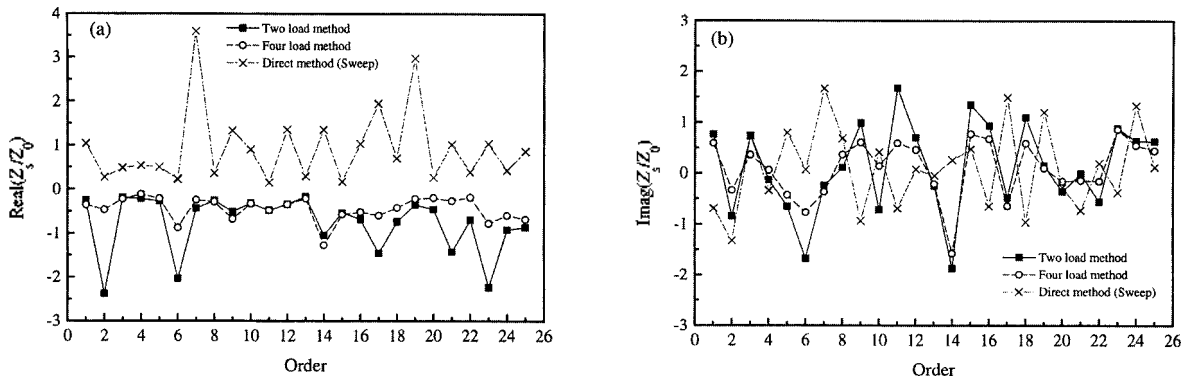 (a)
Two load method
Four load method
Direct method (Sweep)
4
3
2
1
0
-1
-2
-3
Real(Z_s/Z_0)
0 2 4 6 8 10 12 14 16 18 20 22 24 26
Order
(b)
3
2
1
0
-1
-2
-3
Imag(Z_s/Z_0)
Two load method
Four load method
Direct method (Sweep)
0 2 4 6 8 10 12 14 16 18 20 22 24 26
Order